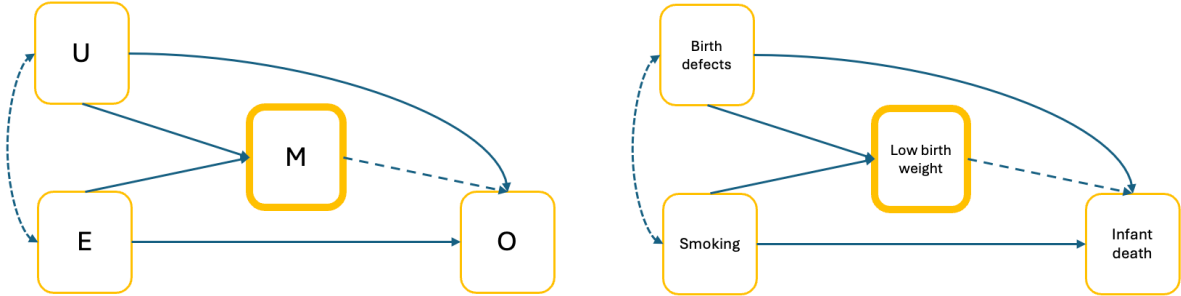 U
M
E
O
Birth
defects
Low birth
weight
Smoking
Infant
death